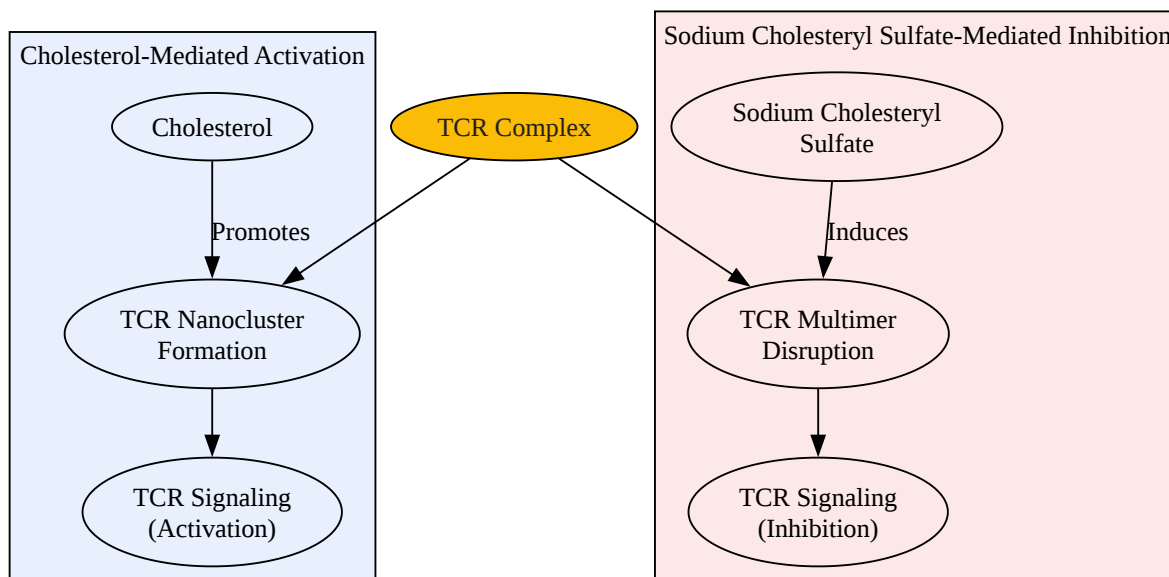 Cholesterol-Mediated Activation
Sodium Cholesteryl Sulfate-Mediated Inhibition
Cholesterol
TCR Complex
Sodium Cholesteryl
Sulfate
Promotes
Induces
TCR Nanocluster
Formation
TCR Multimer
Disruption
TCR Signaling
(Activation)
TCR Signaling
(Inhibition)